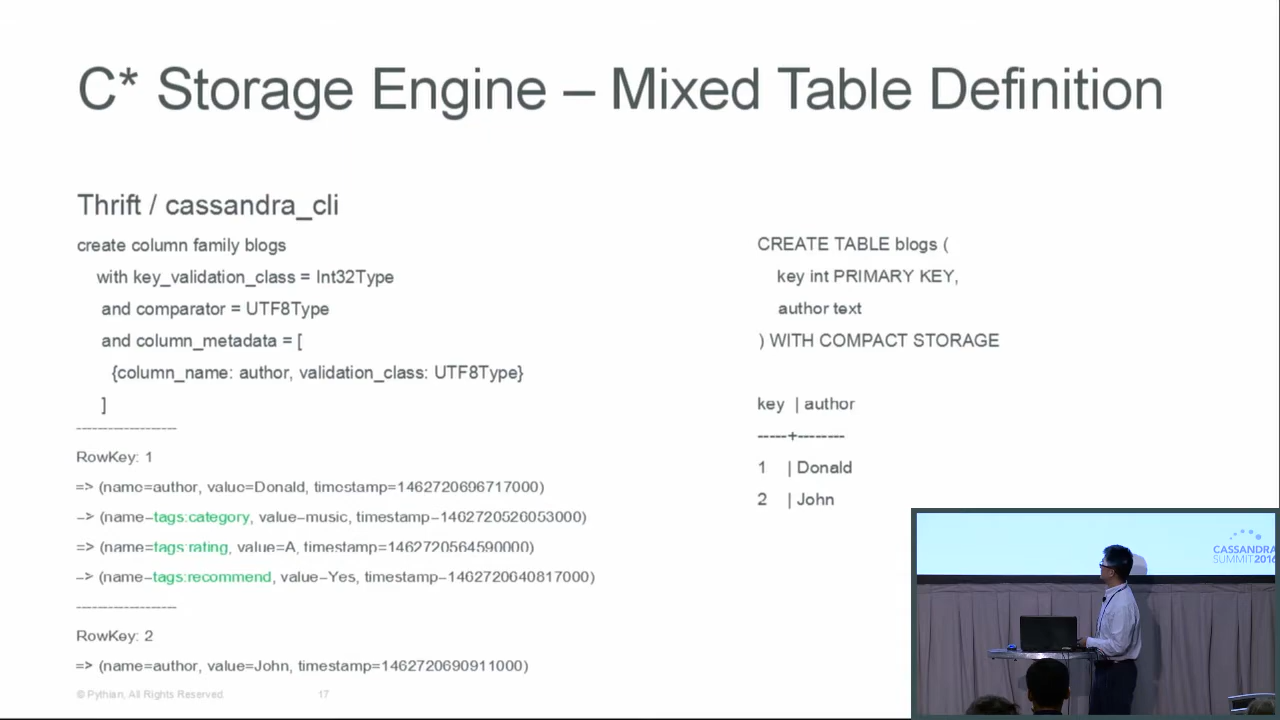 C* Storage Engine – Mixed Table Definition
Thrift / cassandra_cli
create column family blogs
with key_validation_class = Int32Type
and comparator = UTF8Type
and column_metadata = [
{column_name: author, validation_class: UTF8Type}
]
-------------------
RowKey: 1
=> (name=author, value=Donald, timestamp=1462720696717000)
=> (name=tags:category, value=music, timestamp=1462720526053000)
=> (name=tags:rating, value=A, timestamp=1462720564590000)
=> (name=tags:recommend, value=Yes, timestamp=1462720640817000)
-------------------
RowKey: 2
=> (name=author, value=John, timestamp=1462720690911000)
CREATE TABLE blogs (
key int PRIMARY KEY,
author text
) WITH COMPACT STORAGE
key | author
-----+--------
1 | Donald
2 | John
© Pythian, All Rights Reserved.
17
CASSANDRA
SUMMIT 2016